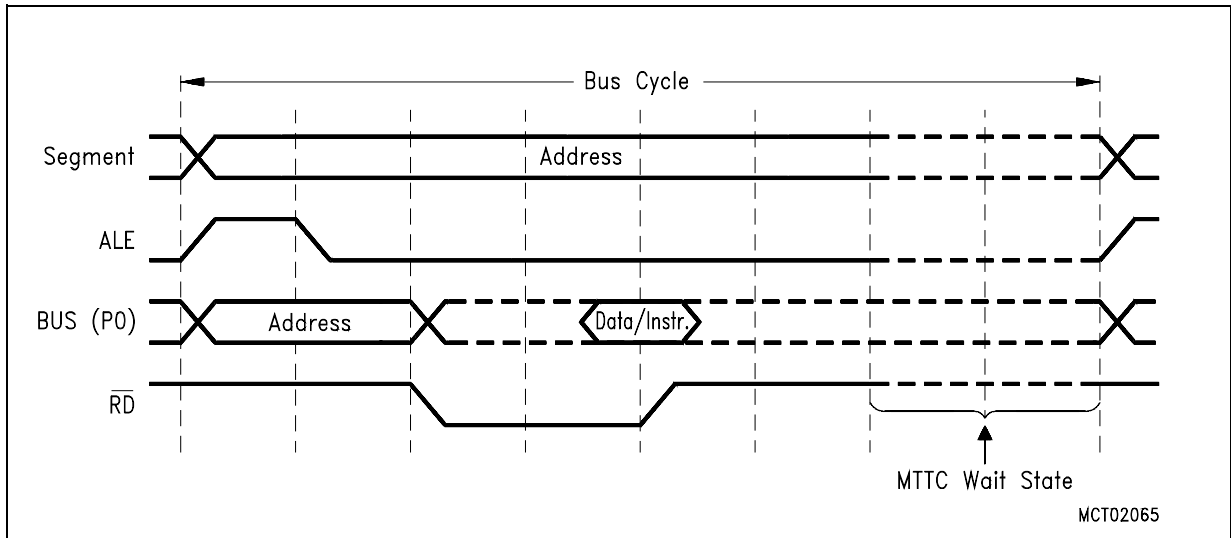 Bus Cycle
Segment
Address
ALE
BUS (P0)
Address
Data/Instr.
RD
MTTC Wait State
MCT02065